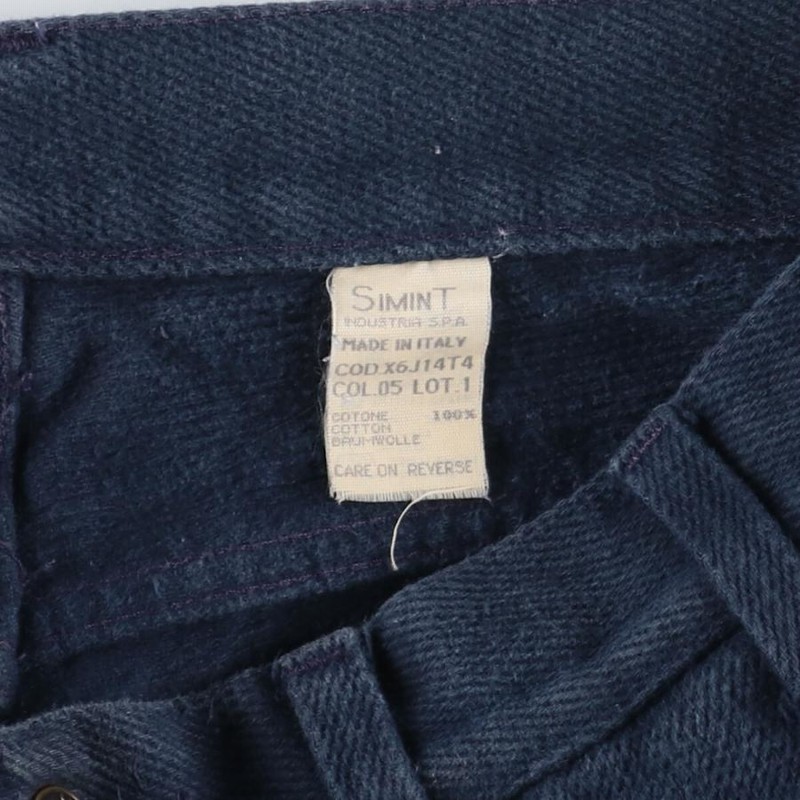 SIMINT
INDUSTRIA S.P.A.
MADE IN ITALY
COD.X6J14T4
COL.05 LOT.1
COTONE 100%
COTTON
BAUMWOLLE
CARE ON REVERSE